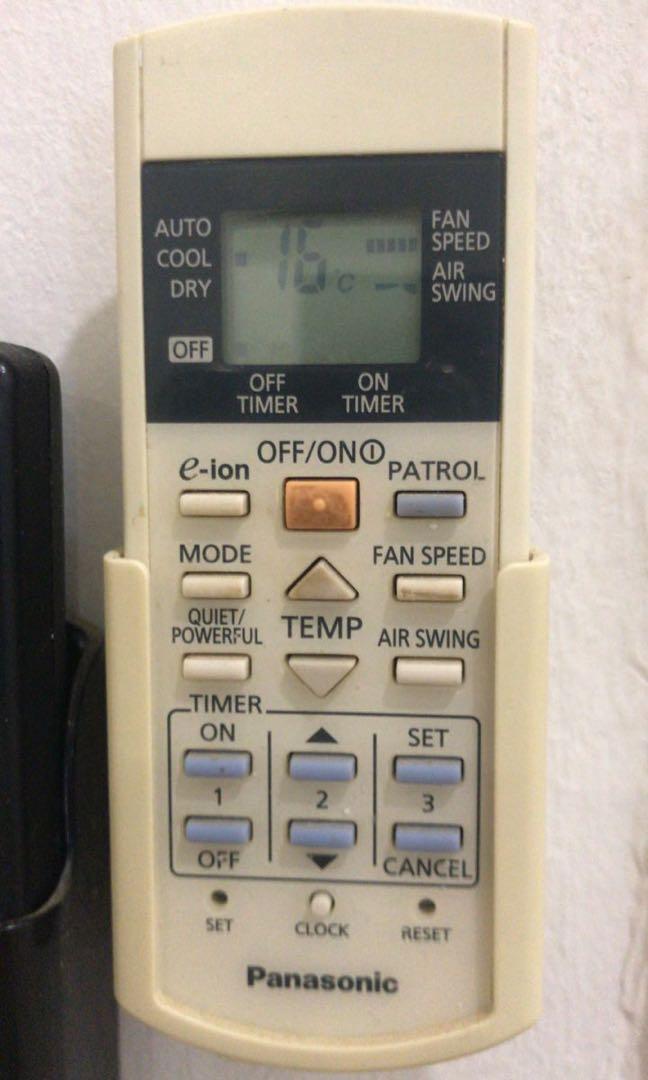 AUTO
COOL
DRY
OFF
16 c
FAN
SPEED
AIR
SWING
OFF
TIMER
ON
TIMER
OFF/ON
e-ion
PATROL
MODE
FAN SPEED
QUIET/
POWERFUL
TEMP
AIR SWING
TIMER
ON
SET
1
2
3
OFF
CANCEL
SET
CLOCK
RESET
Panasonic